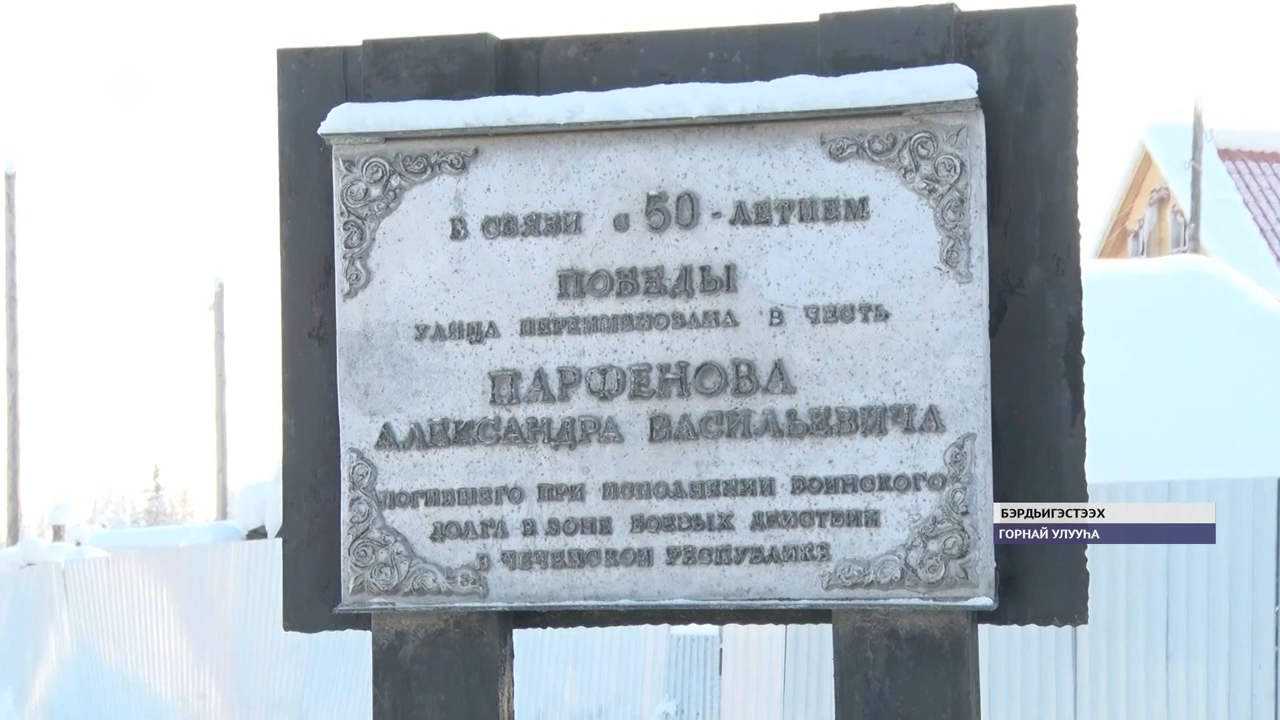 В СВЯЗИ С 50-ЛЕТИЕМ
ПОБЕДЫ
УЛИЦА ПЕРЕИМЕНОВАНА В ЧЕСТЬ
ПАРФЕНОВА
АЛЕКСАНДРА ВАСИЛЬЕВИЧА
ПОГИБШЕГО ПРИ ИСПОЛНЕНИИ ВОИНСКОГО
ДОЛГА В ЗОНЕ БОЕВЫХ ДЕЙСТВИЙ
В ЧЕЧЕНСКОЙ РЕСПУБЛИКЕ
БЭРДЬИГЭСТЭЭХ
ГОРНАЙ УЛУУҺА